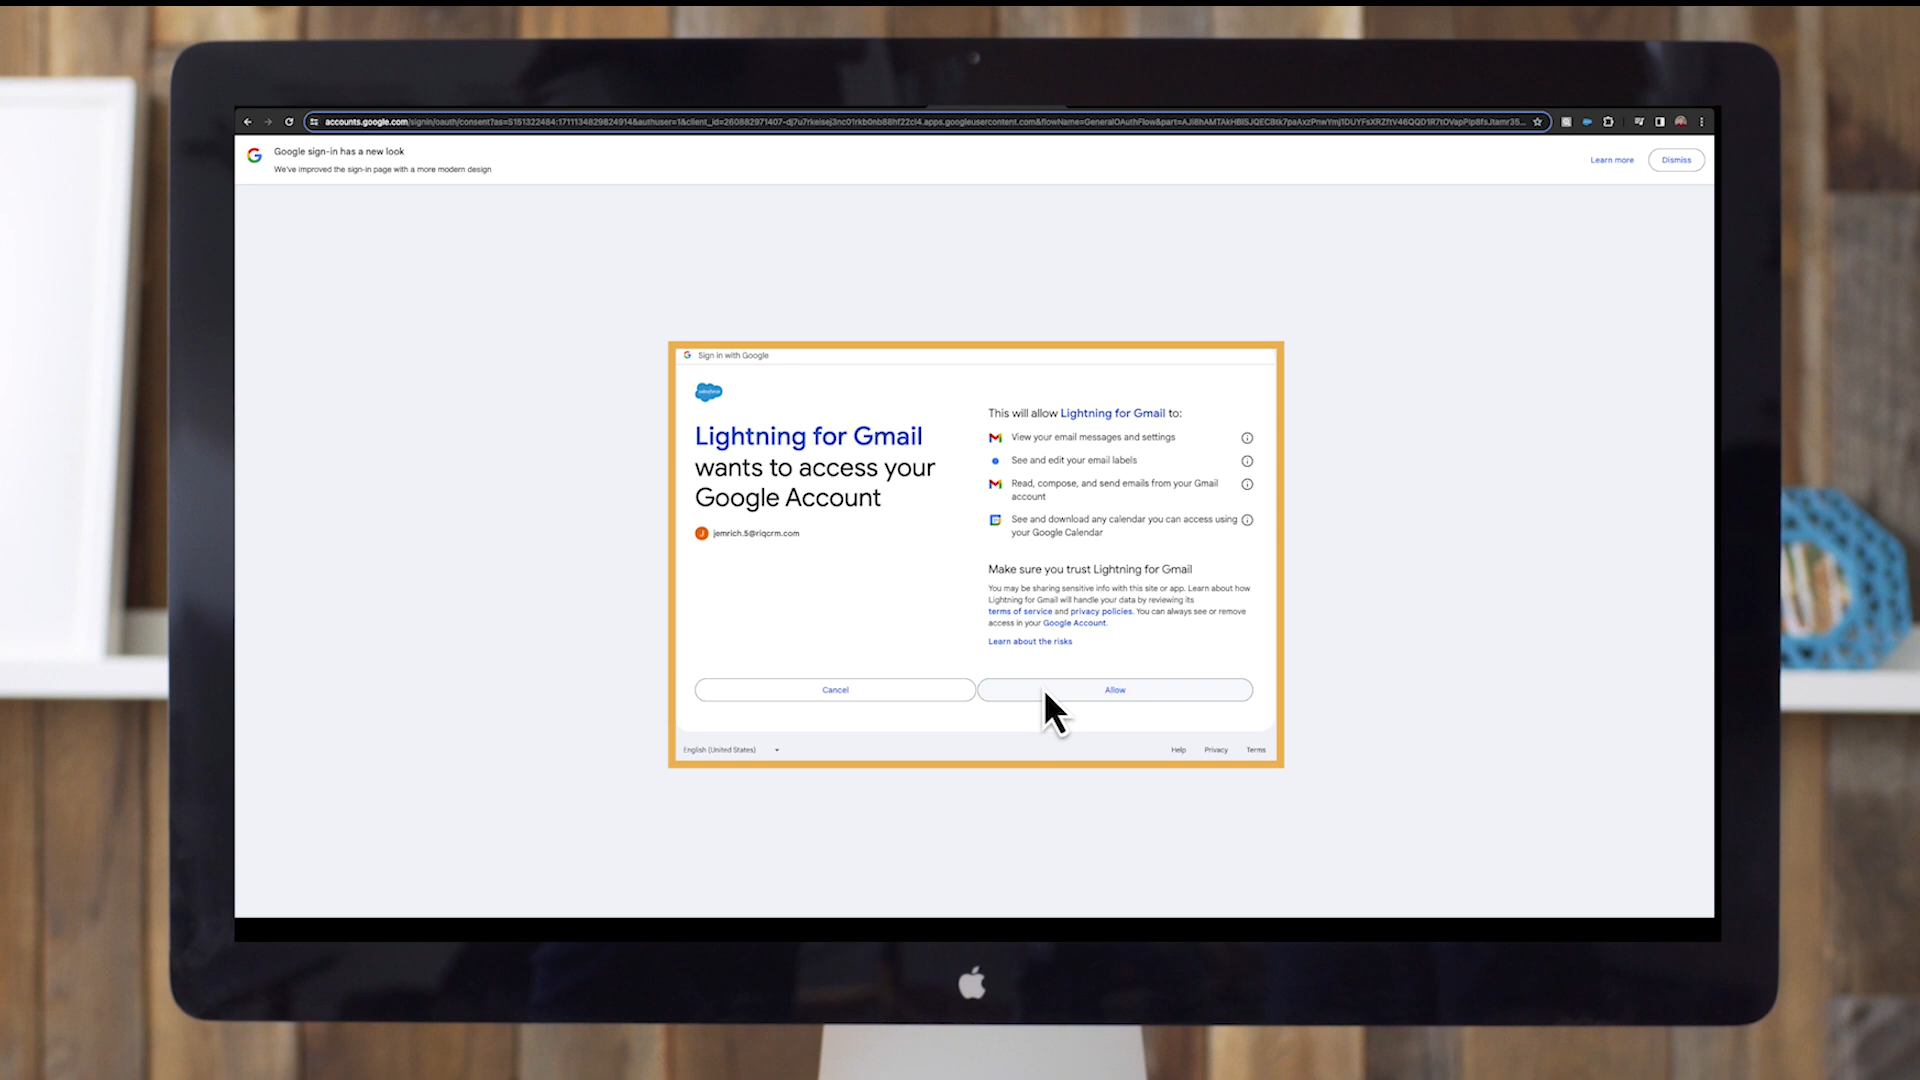 Google sign-in has a new look
We've improved the sign-in page with a more modern design
Learn more
Dismiss
Sign in with Google
salesforce
Lightning for Gmail
wants to access your
Google Account
jemrich.5@riqcrm.com
This will allow Lightning for Gmail to:
View your email messages and settings
See and edit your email labels
Read, compose, and send emails from your Gmail
account
See and download any calendar you can access using
your Google Calendar
Make sure you trust Lightning for Gmail
You may be sharing sensitive info with this site or app. Learn about how
Lightning for Gmail will handle your data by reviewing its
terms of service and privacy policies. You can always see or remove
access in your Google Account.
Learn about the risks
Cancel
Allow
English (United States)
Help
Privacy
Terms